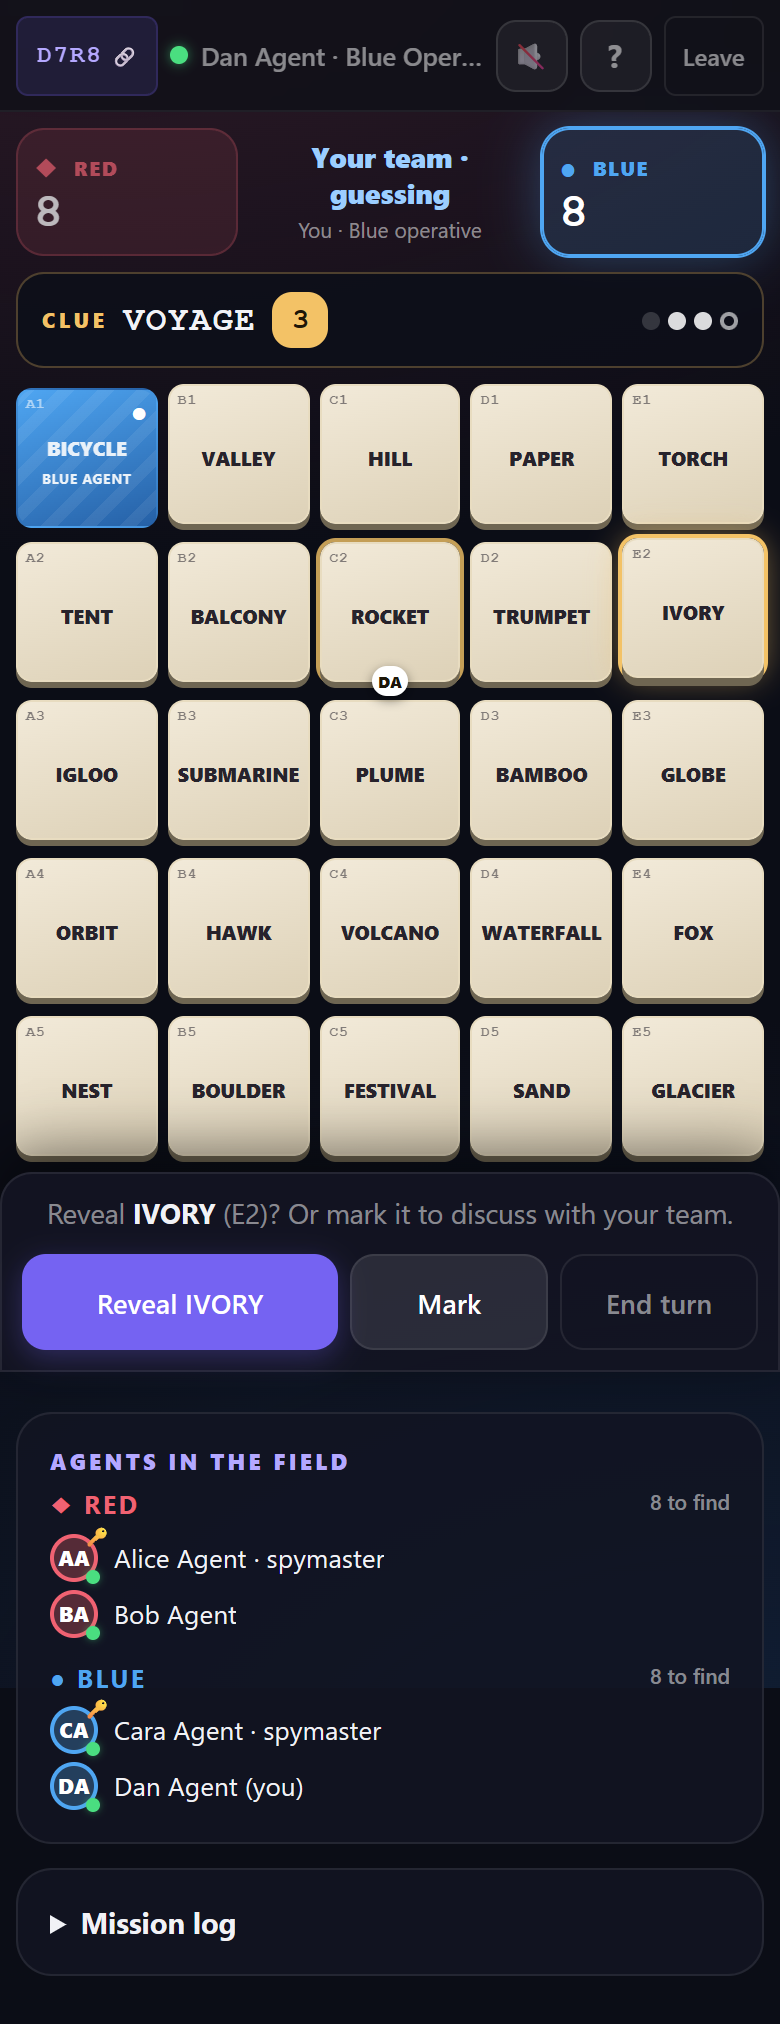 D7R8
Dan Agent · Blue Oper...
?
Leave
RED
8
Your team ·
guessing
You · Blue operative
BLUE
8
CLUE VOYAGE 3
A1
BICYCLE
BLUE AGENT
B1
VALLEY
C1
HILL
D1
PAPER
E1
TORCH
A2
TENT
B2
BALCONY
C2
ROCKET
DA
D2
TRUMPET
E2
IVORY
A3
IGLOO
B3
SUBMARINE
C3
PLUME
D3
BAMBOO
E3
GLOBE
A4
ORBIT
B4
HAWK
C4
VOLCANO
D4
WATERFALL
E4
FOX
A5
NEST
B5
BOULDER
C5
FESTIVAL
D5
SAND
E5
GLACIER
Reveal IVORY (E2)? Or mark it to discuss with your team.
Reveal IVORY
Mark
End turn
AGENTS IN THE FIELD
RED 8 to find
AA Alice Agent · spymaster
BA Bob Agent
BLUE 8 to find
CA Cara Agent · spymaster
DA Dan Agent (you)
Mission log